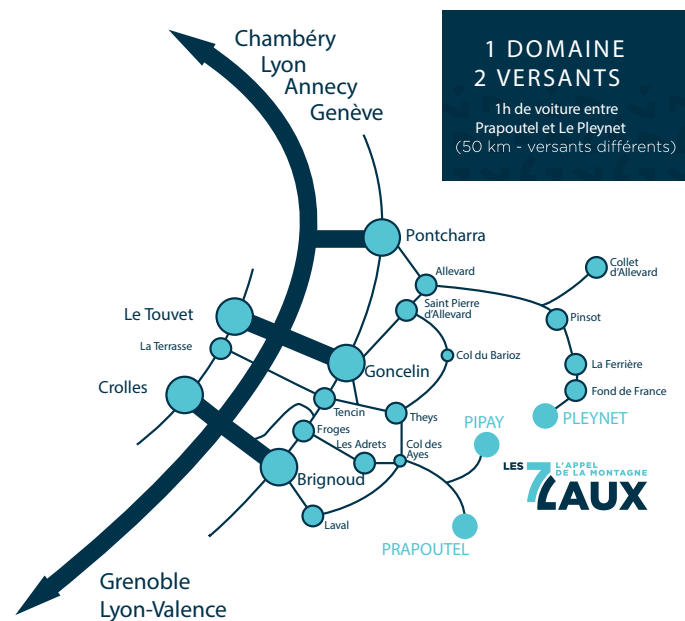 Chambéry
Lyon
Annecy
Genève
1 DOMAINE
2 VERSANTS
1h de voiture entre
Prapoutel et Le Pleynet
(50 km - versants différents)
Pontcharra
Allevard
Collet
d'Allevard
Saint Pierre
d'Allevard
Le Touvet
Pinsot
La Terrasse
Col du Barioz
La Ferrière
Goncelin
Crolles
Fond de France
Tencin
Theys
PIPAY
PLEYNET
Froges
Les Adrets
Col des
Ayes
Brignoud
LES 7 LAUX
L'APPEL
DE LA MONTAGNE
Laval
PRAPOUTEL
Grenoble
Lyon-Valence